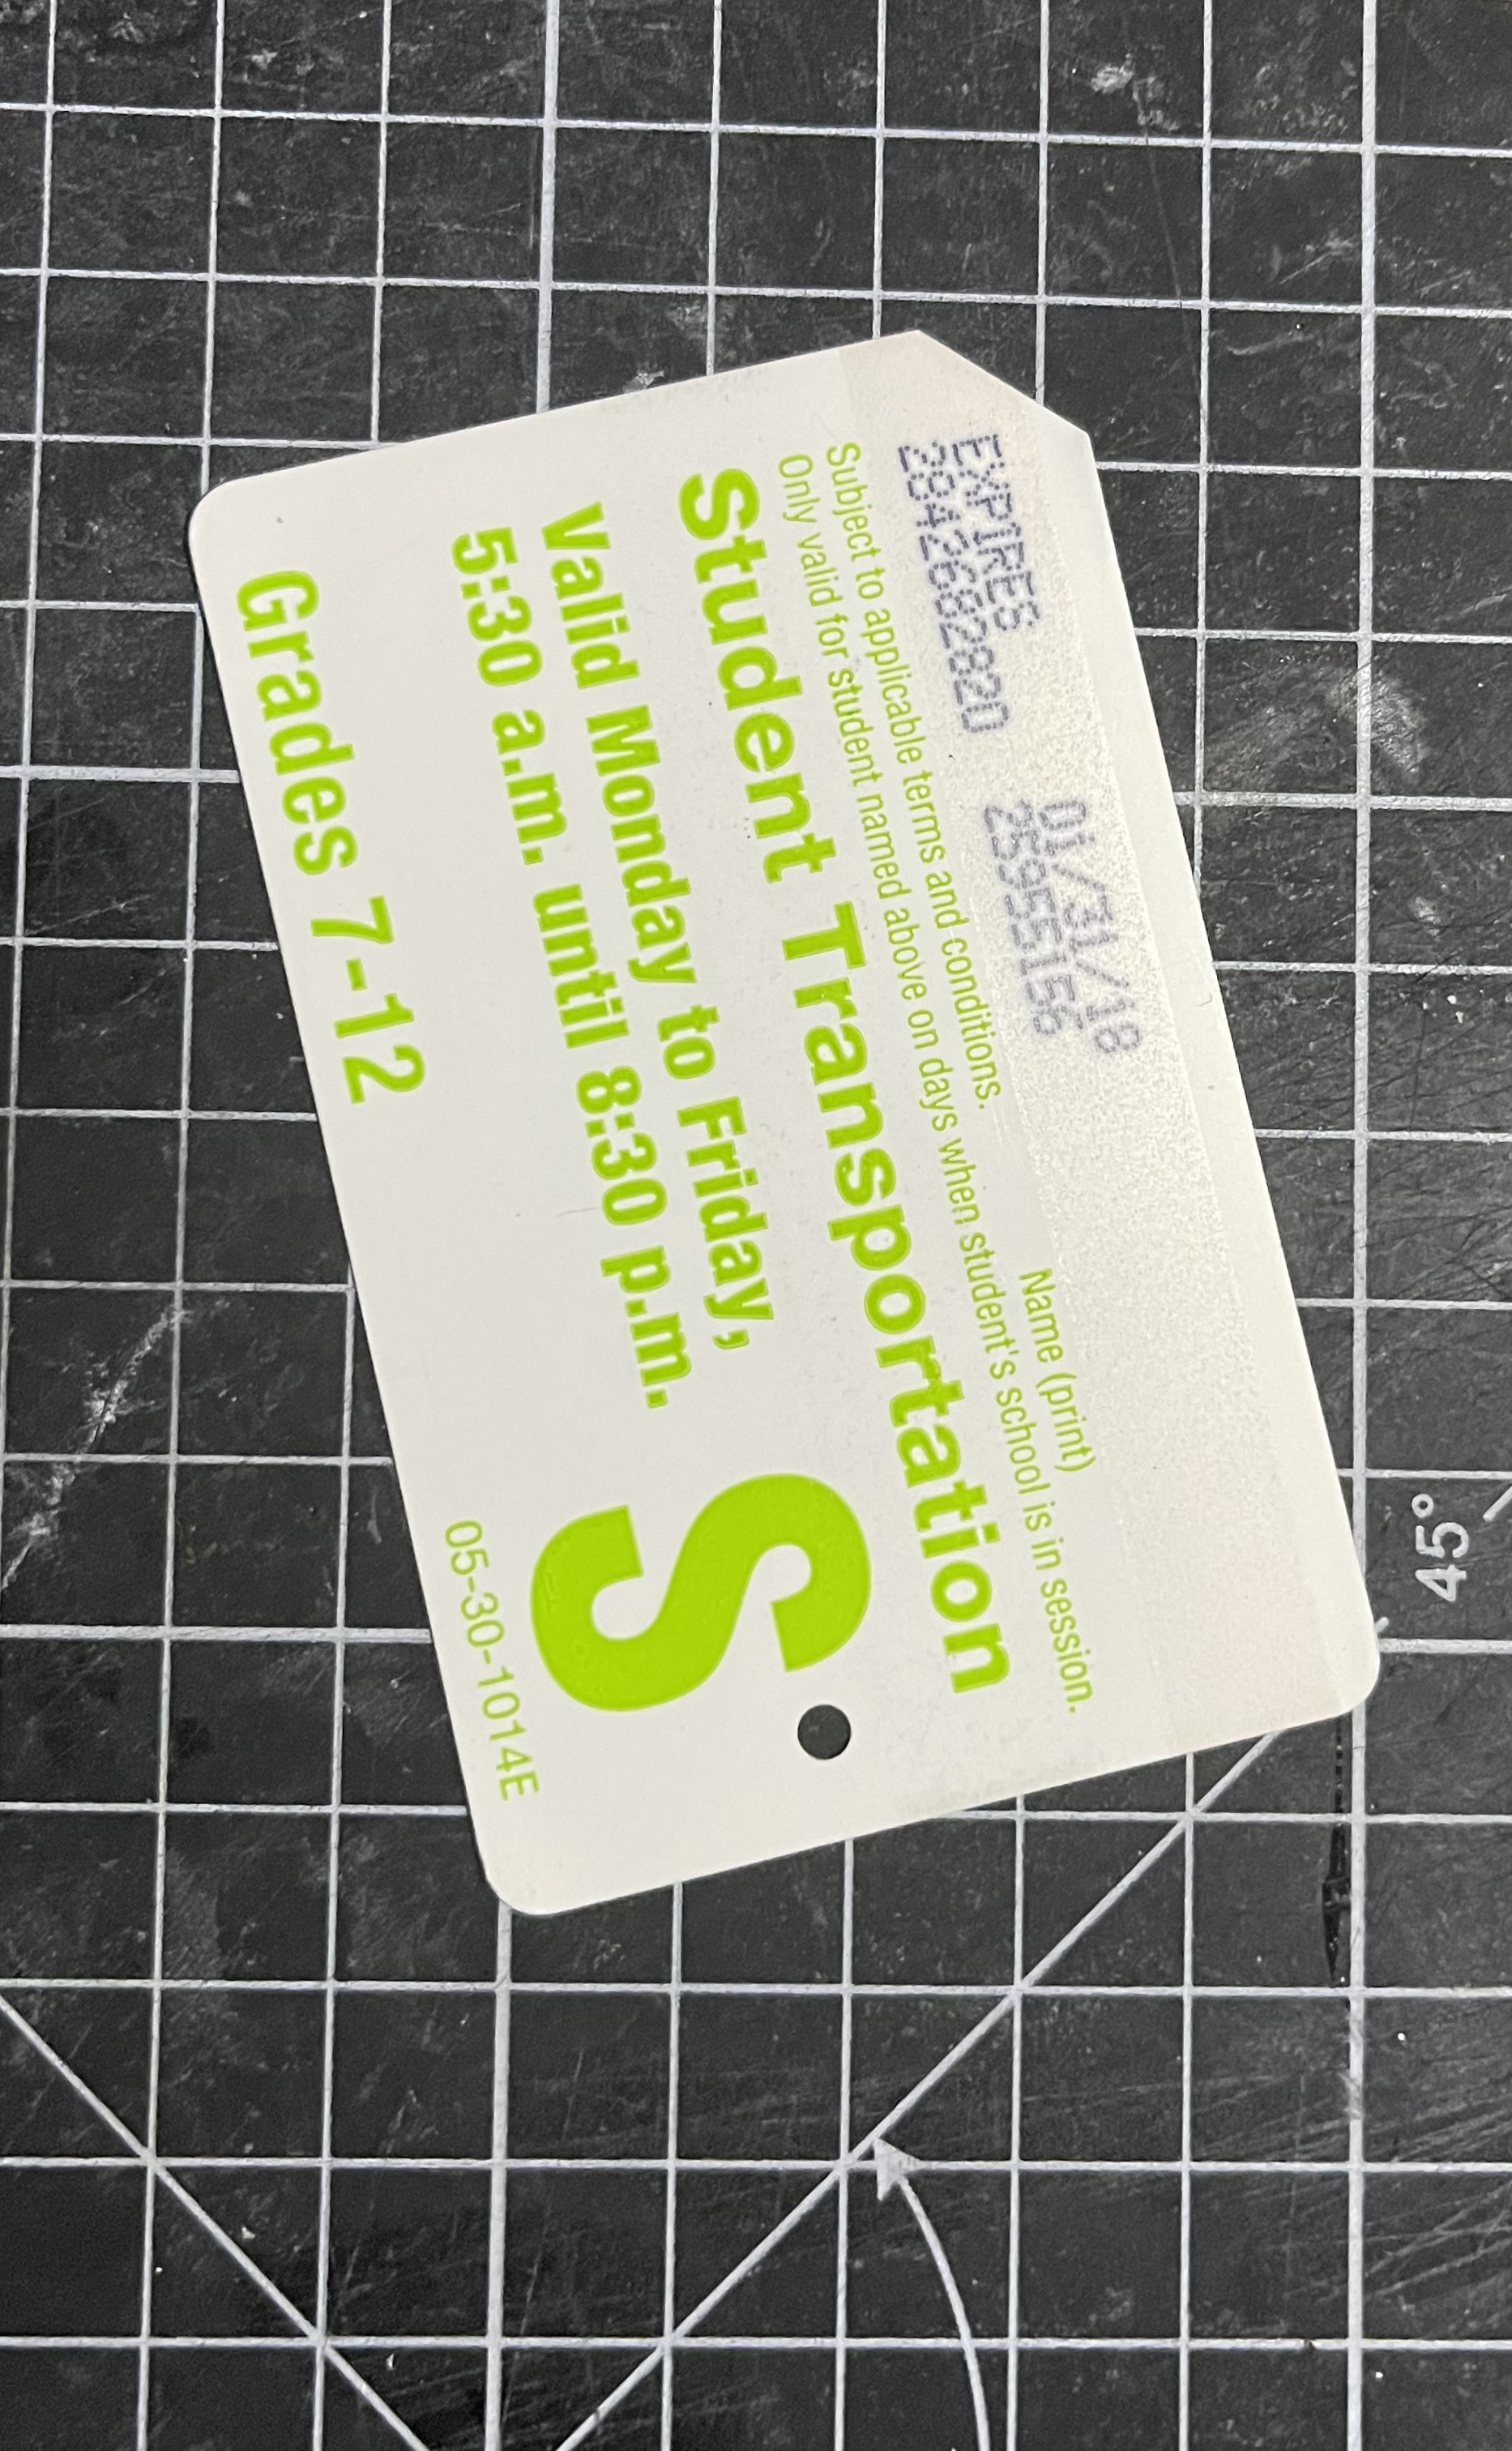 EXPIRES 01/31/18
2842682820 25955155
Name (print)
Subject to applicable terms and conditions.
Only valid for student named above on days when student's school is in session.
Student Transportation
Valid Monday to Friday,
5:30 a.m. until 8:30 p.m.
S
Grades 7-12
05-30-1014E
45°